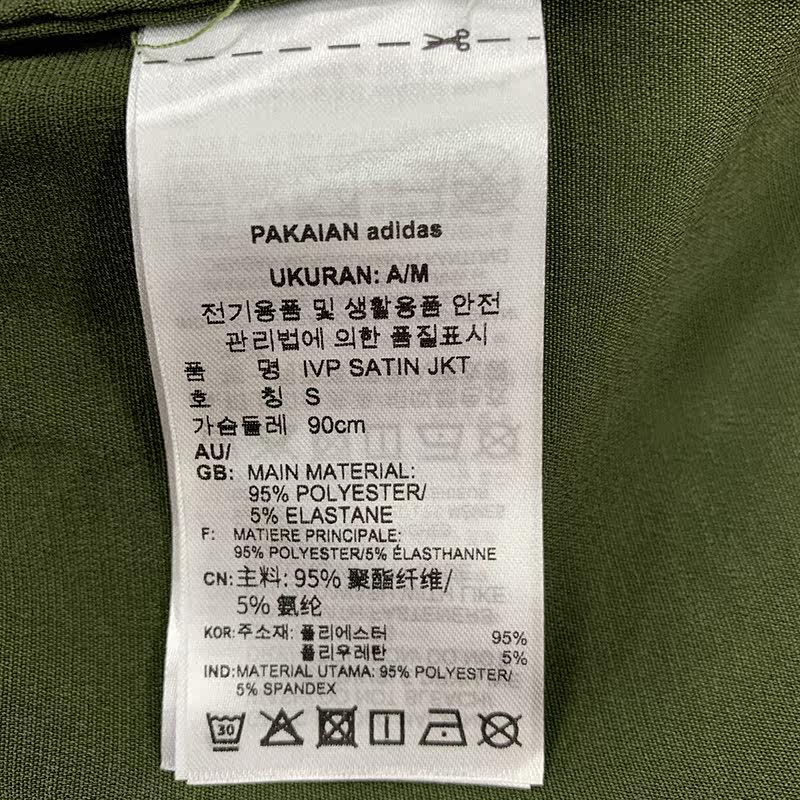 PAKAIAN adidas
UKURAN: A/M
전기용품 및 생활용품 안전
관리법에 의한 품질표시
품 명 IVP SATIN JKT
호 칭 S
가슴둘레 90cm
AU/
GB: MAIN MATERIAL:
95% POLYESTER/
5% ELASTANE
F: MATIERE PRINCIPALE:
95% POLYESTER/5% ÉLASTHANNE
CN: 主料: 95% 聚酯纤维/
5% 氨纶
KOR: 주소재: 폴리에스터 95%
폴리우레탄 5%
IND: MATERIAL UTAMA: 95% POLYESTER/
5% SPANDEX
30